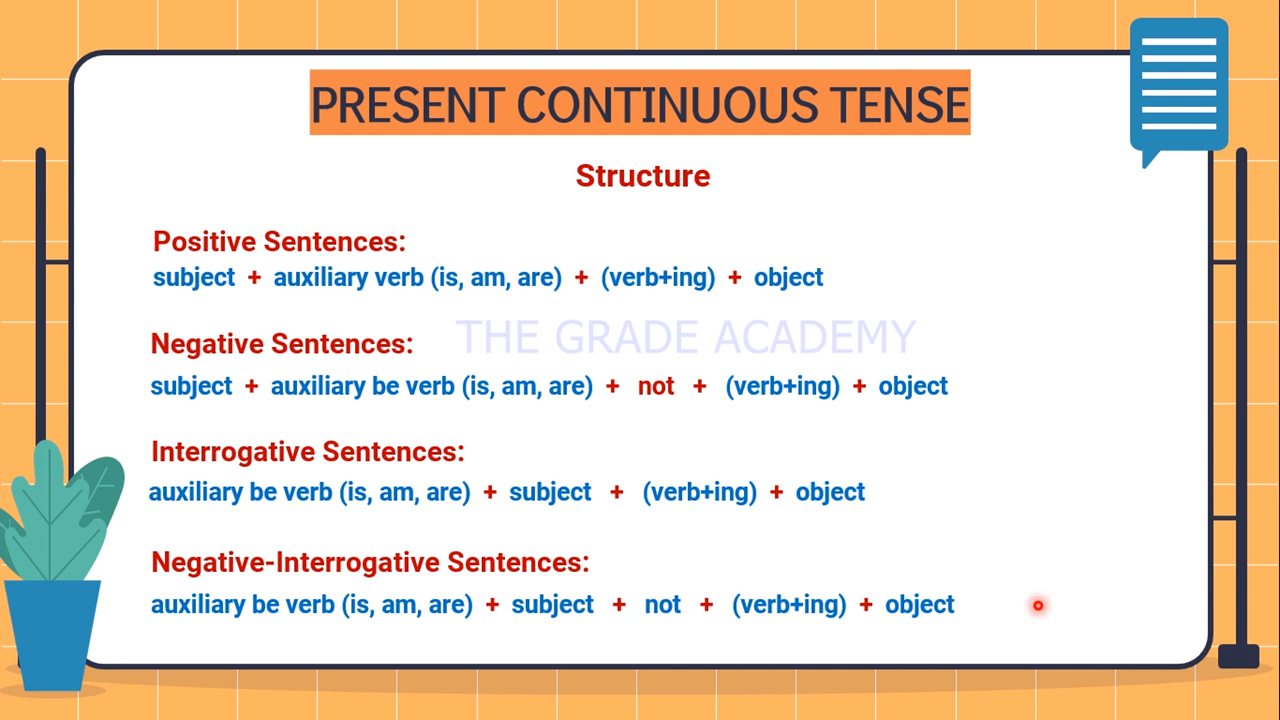 PRESENT CONTINUOUS TENSE
Structure
Positive Sentences:
subject + auxiliary verb (is, am, are) + (verb+ing) + object
THE GRADE ACADEMY
Negative Sentences:
subject + auxiliary be verb (is, am, are) + not + (verb+ing) + object
Interrogative Sentences:
auxiliary be verb (is, am, are) + subject + (verb+ing) + object
Negative-Interrogative Sentences:
auxiliary be verb (is, am, are) + subject + not + (verb+ing) + object